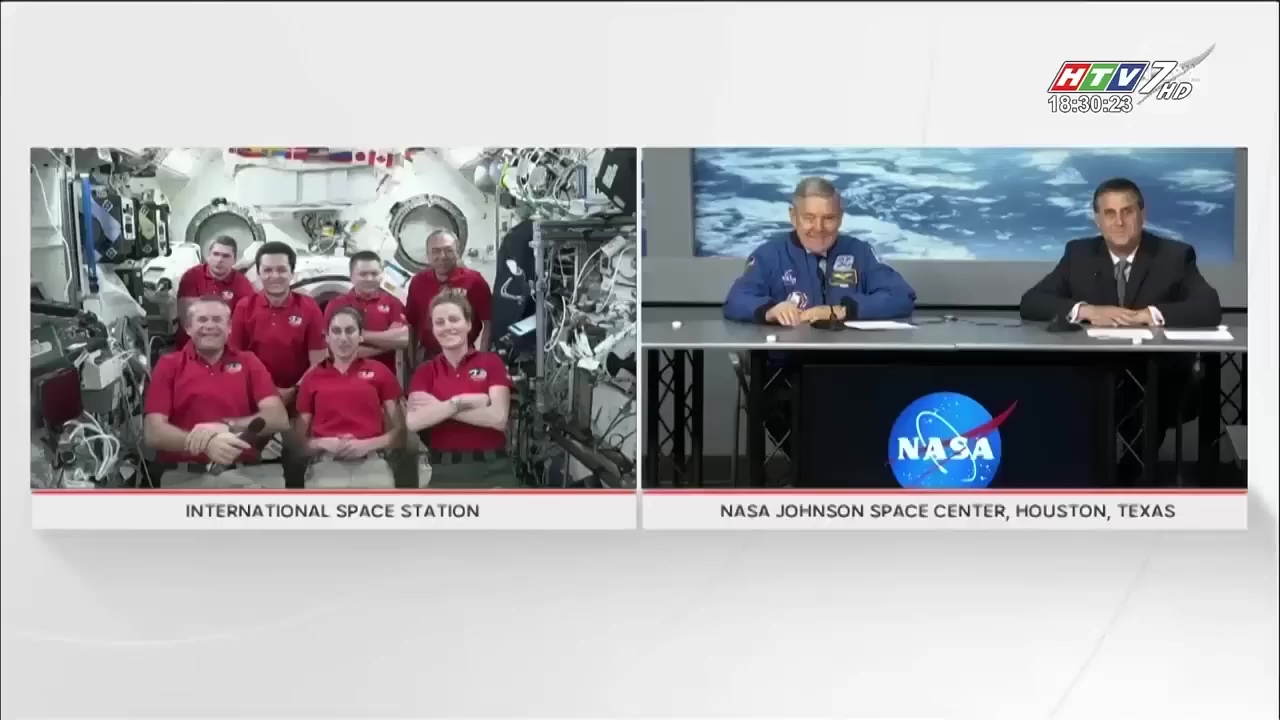 HTV7 HD
18:30:23
INTERNATIONAL SPACE STATION
NASA JOHNSON SPACE CENTER, HOUSTON, TEXAS
NASA